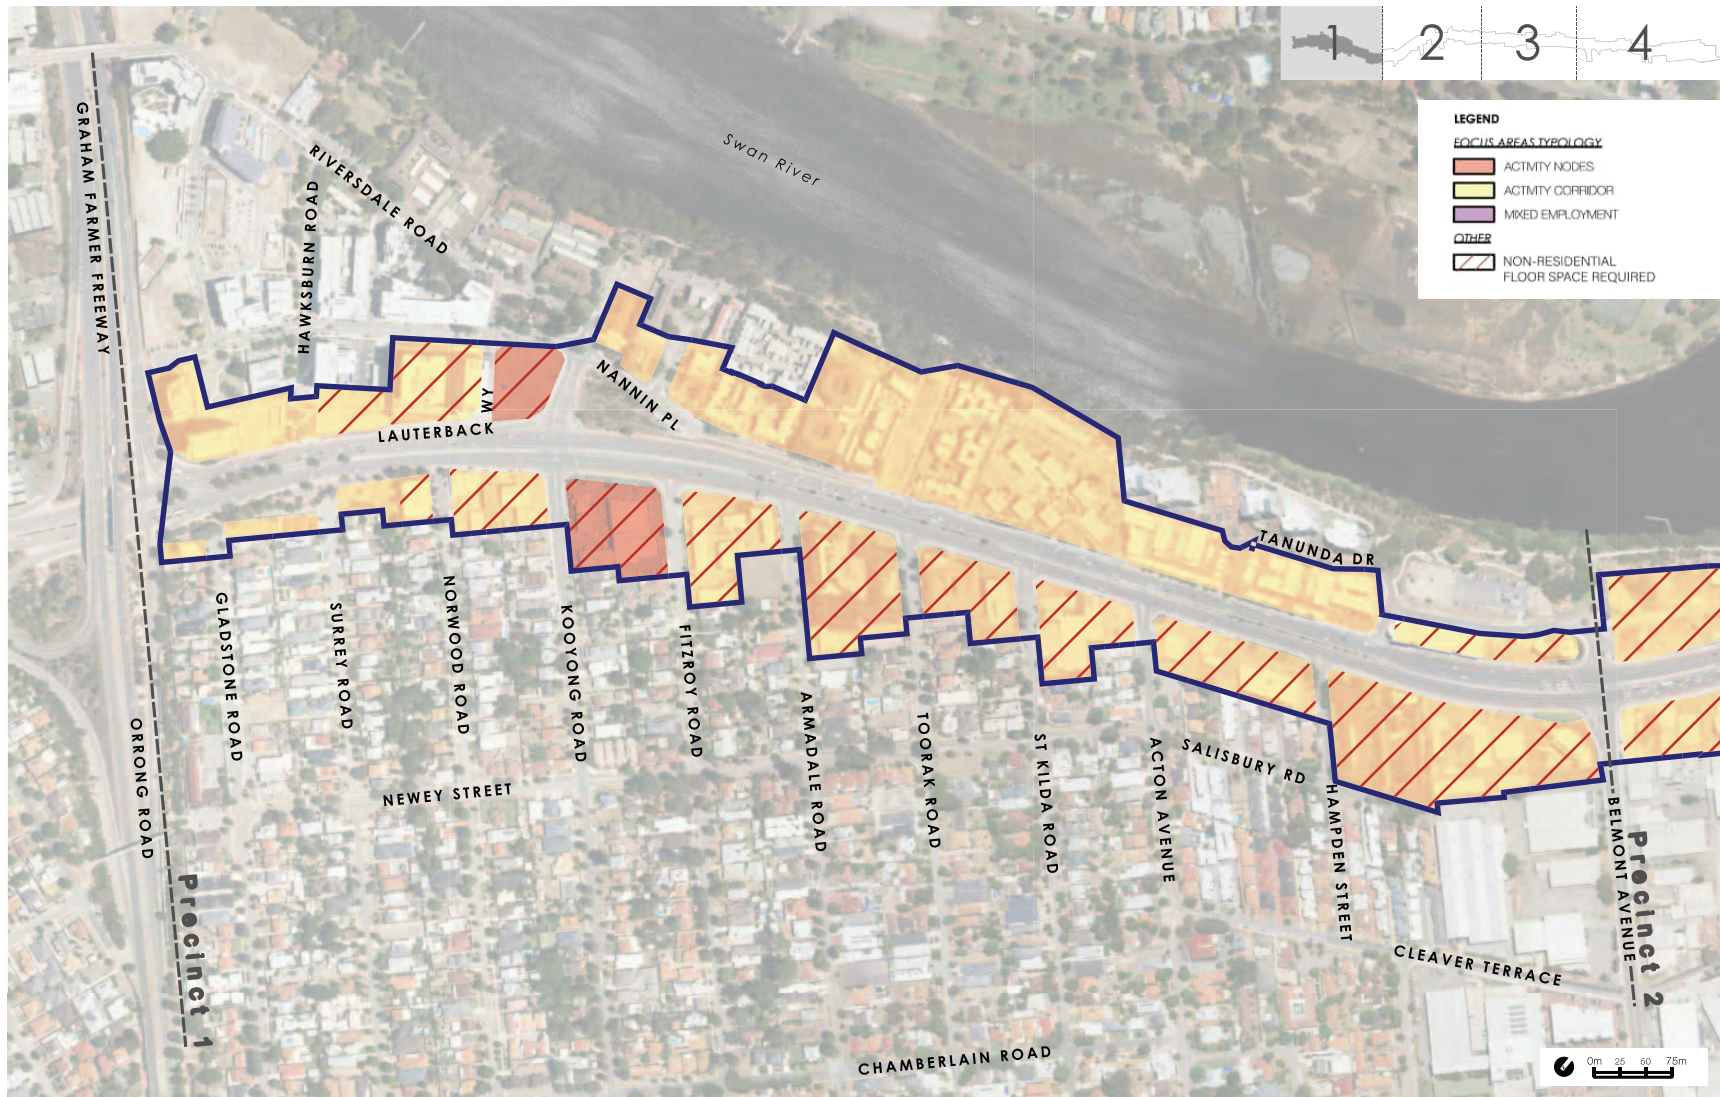 1
2
3
4
LEGEND
FOCUS AREAS TYPOLOGY
ACTIVITY NODES
ACTIVITY CORRIDOR
MIXED EMPLOYMENT
OTHER
NON-RESIDENTIAL
FLOOR SPACE REQUIRED
Swan River
GRAHAM FARMER FREEWAY
RIVERSDALE ROAD
HAWKSBURN ROAD
NANNIN PL
WY
LAUTERBACK
TANUNDA DR
GLADSTONE ROAD
SURREY ROAD
NORWOOD ROAD
KOOYONG ROAD
FITZROY ROAD
ARMADALE ROAD
TOORAK ROAD
ST KILDA ROAD
ACTON AVENUE
SALISBURY RD
HAMPDEN STREET
BELMONT AVENUE
ORRONG ROAD
NEWEY STREET
Precinct 1
Precinct 2
CLEAVER TERRACE
CHAMBERLAIN ROAD
0m 25 50 75m